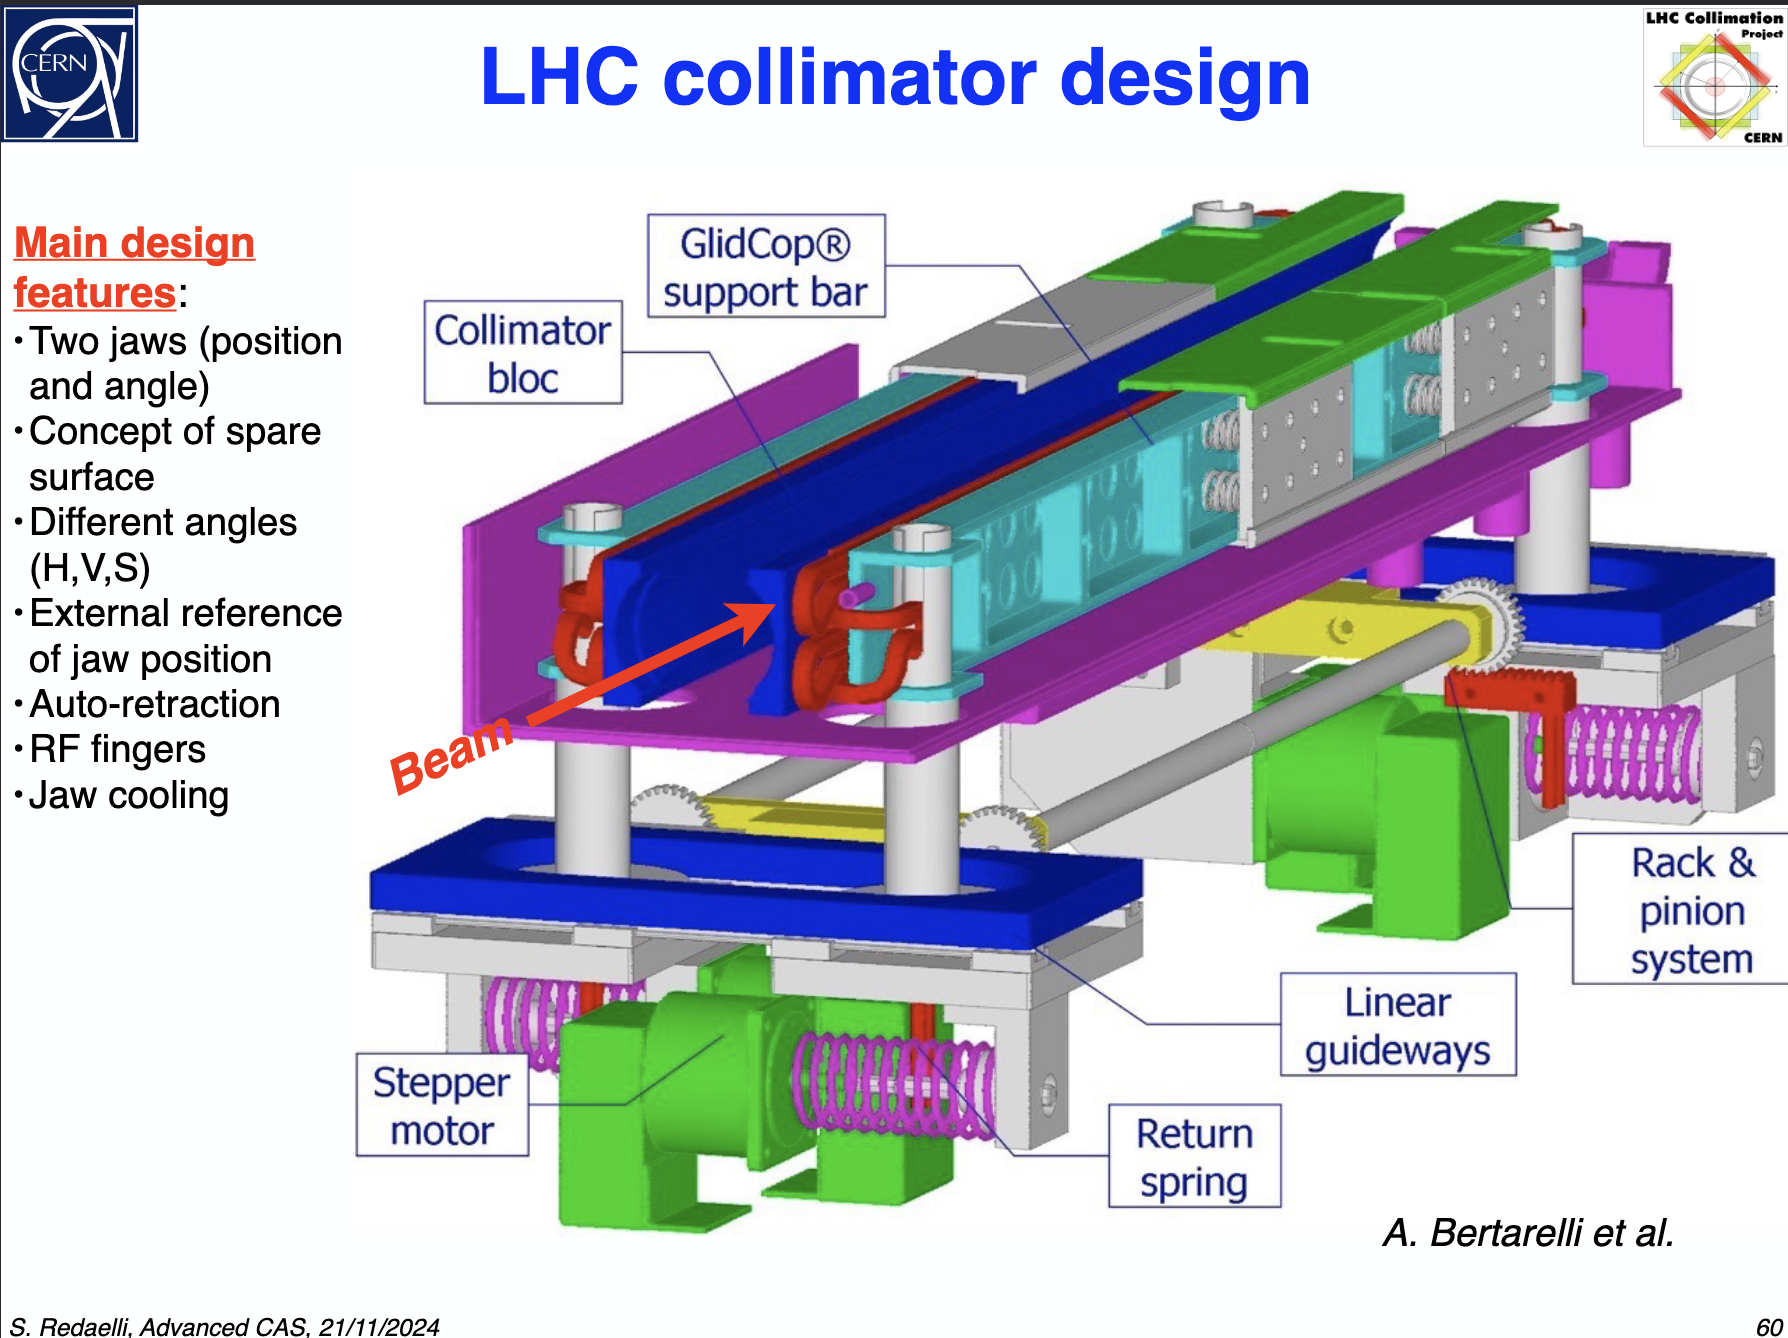 CERN
LHC collimator design
LHC Collimation
Project
CERN
Main design
features:
•Two jaws (position
and angle)
•Concept of spare
surface
•Different angles
(H,V,S)
•External reference
of jaw position
•Auto-retraction
•RF fingers
•Jaw cooling
GlidCop®
support bar
Collimator
bloc
Beam
Rack &
pinion
system
Linear
guideways
Stepper
motor
Return
spring
A. Bertarelli et al.
S. Redaelli, Advanced CAS, 21/11/2024
60